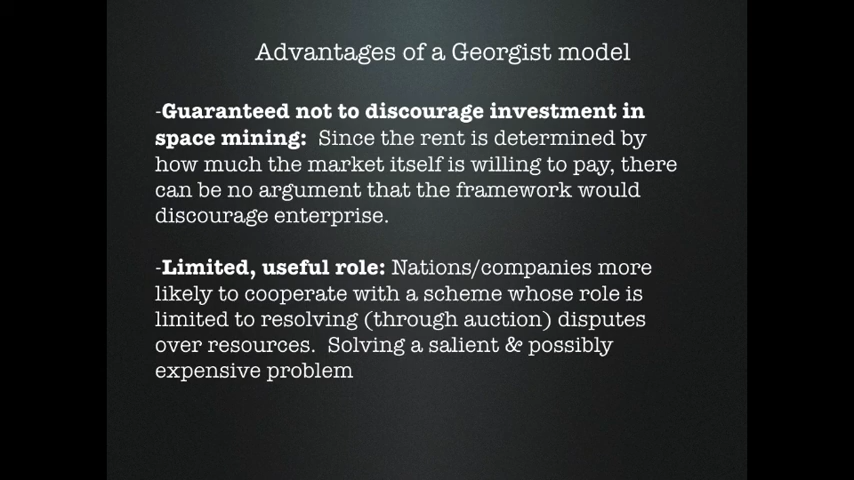 Advantages of a Georgist model
-Guaranteed not to discourage investment in
space mining: Since the rent is determined by
how much the market itself is willing to pay, there
can be no argument that the framework would
discourage enterprise.
-Limited, useful role: Nations/companies more
likely to cooperate with a scheme whose role is
limited to resolving (through auction) disputes
over resources. Solving a salient & possibly
expensive problem